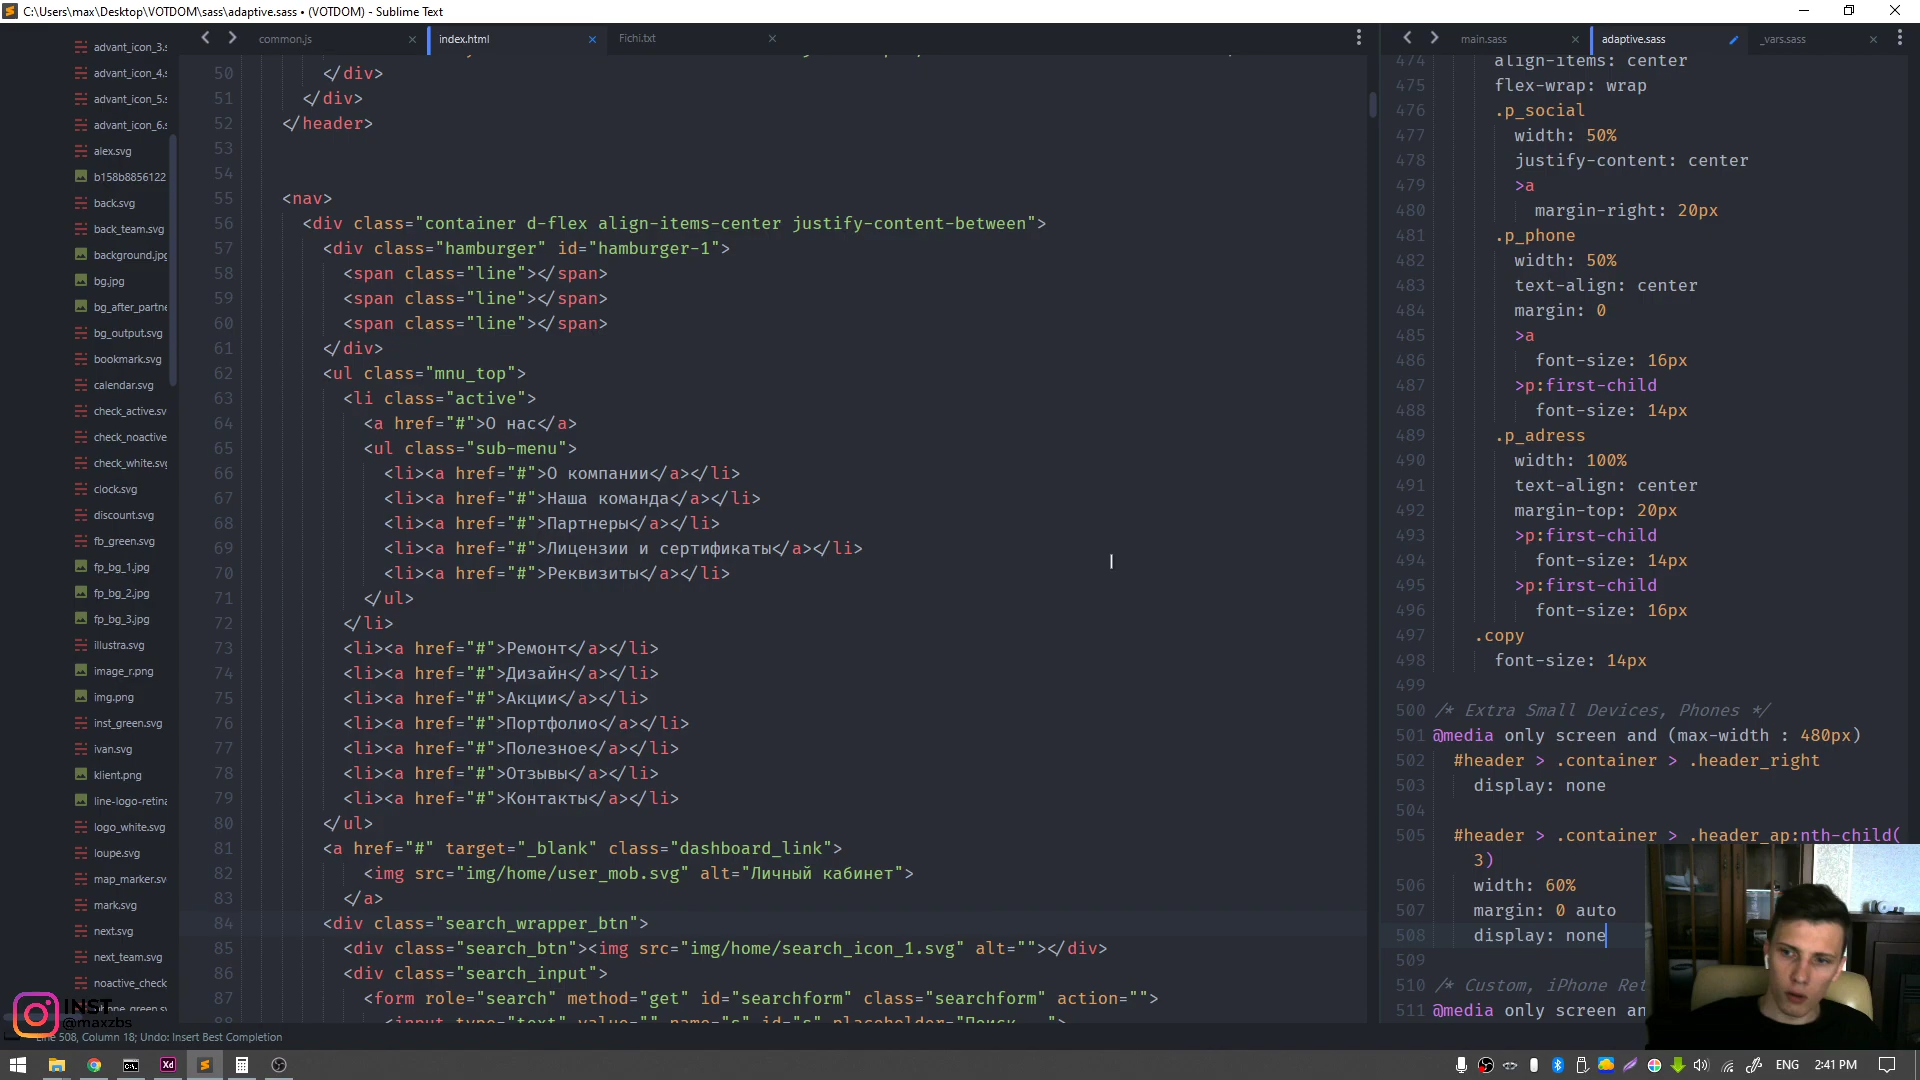 C:\Users\max\Desktop\VOTDOM\sass\adaptive.sass • (VOTDOM) - Sublime Text
common.js
index.html
Fichi.txt
main.sass
adaptive.sass
_vars.sass
advant_icon_3.s
advant_icon_4.s
advant_icon_5.s
advant_icon_6.s
alex.svg
b158b8856122
back.svg
back_team.svg
background.jpg
bg.jpg
bg_after_partne
bg_output.svg
bookmark.svg
calendar.svg
check_active.sv
check_noactive
check_white.svg
clock.svg
discount.svg
fb_green.svg
fp_bg_1.jpg
fp_bg_2.jpg
fp_bg_3.jpg
illustra.svg
image_r.png
img.png
inst_green.svg
ivan.svg
klient.png
line-logo-retina
logo_white.svg
loupe.svg
map_marker.sv
mark.svg
next.svg
next_team.svg
noactive_check
INST
@maxzbs
50 </div>
51 </div>
52 </header>
53
54
55 <nav>
56 <div class="container d-flex align-items-center justify-content-between">
57 <div class="hamburger" id="hamburger-1">
58 <span class="line"></span>
59 <span class="line"></span>
60 <span class="line"></span>
61 </div>
62 <ul class="mnu_top">
63 <li class="active">
64 <a href="#">О нас</a>
65 <ul class="sub-menu">
66 <li><a href="#">О компании</a></li>
67 <li><a href="#">Наша команда</a></li>
68 <li><a href="#">Партнеры</a></li>
69 <li><a href="#">Лицензии и сертификаты</a></li>
70 <li><a href="#">Реквизиты</a></li>
71 </ul>
72 </li>
73 <li><a href="#">Ремонт</a></li>
74 <li><a href="#">Дизайн</a></li>
75 <li><a href="#">Акции</a></li>
76 <li><a href="#">Портфолио</a></li>
77 <li><a href="#">Полезное</a></li>
78 <li><a href="#">Отзывы</a></li>
79 <li><a href="#">Контакты</a></li>
80 </ul>
81 <a href="#" target="_blank" class="dashboard_link">
82 <img src="img/home/user_mob.svg" alt="Личный кабинет">
83 </a>
84 <div class="search_wrapper_btn">
85 <div class="search_btn"><img src="img/home/search_icon_1.svg" alt=""></div>
86 <div class="search_input">
87 <form role="search" method="get" id="searchform" class="searchform" action="">
88 <input type="text" value="" name="s" id="s" placeholder="Поиск...">
474 align-items: center
475 flex-wrap: wrap
476 .p_social
477 width: 50%
478 justify-content: center
479 >a
480 margin-right: 20px
481 .p_phone
482 width: 50%
483 text-align: center
484 margin: 0
485 >a
486 font-size: 16px
487 >p:first-child
488 font-size: 14px
489 .p_adress
490 width: 100%
491 text-align: center
492 margin-top: 20px
493 >p:first-child
494 font-size: 14px
495 >p:first-child
496 font-size: 16px
497 .copy
498 font-size: 14px
499
500 /* Extra Small Devices, Phones */
501 @media only screen and (max-width : 480px)
502 #header > .container > .header_right
503 display: none
504
505 #header > .container > .header_ap:nth-child(
3)
506 width: 60%
507 margin: 0 auto
508 display: none
509
510 /* Custom, iPhone Ret
511 @media only screen an
Line 508, Column 18; Undo: Insert Best Completion
Xd
ENG
2:41 PM